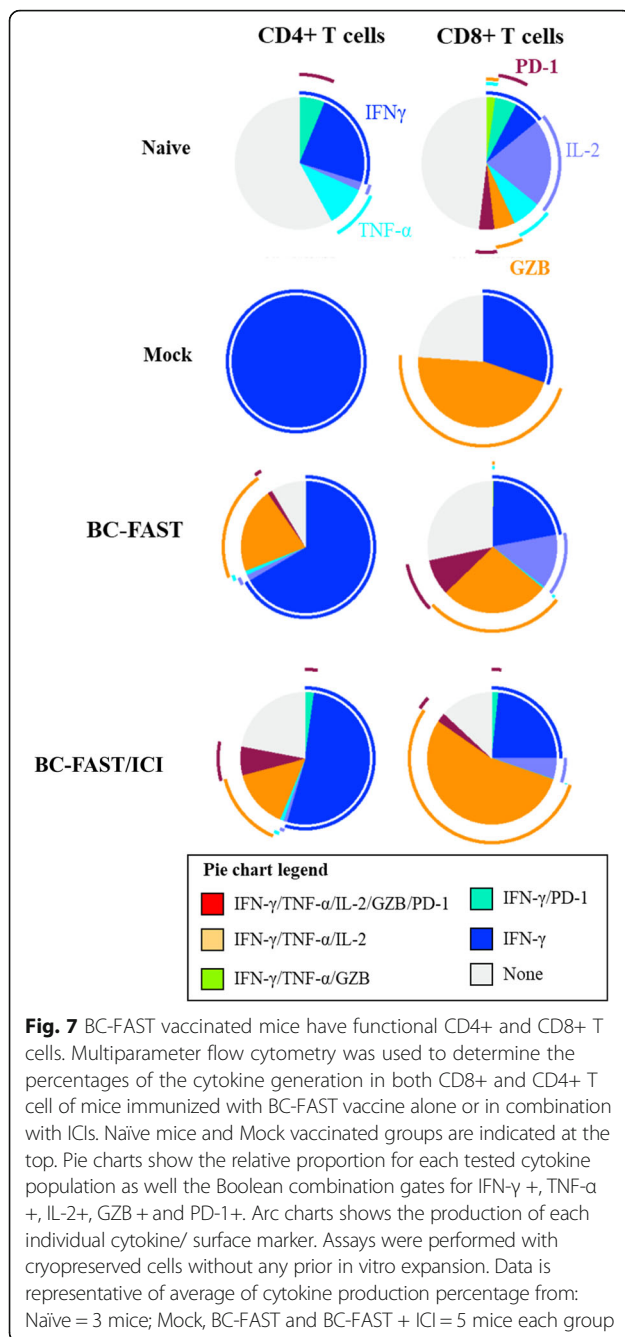 CD4+ T cells
CD8+ T cells
PD-1
IFNγ
Naive
IL-2
TNF-α
GZB
Mock
BC-FAST
BC-FAST/ICI
Pie chart legend
IFN-γ/TNF-α/IL-2/GZB/PD-1
IFN-γ/PD-1
IFN-γ/TNF-α/IL-2
IFN-γ
IFN-γ/TNF-α/GZB
None
Fig. 7 BC-FAST vaccinated mice have functional CD4+ and CD8+ T
cells. Multiparameter flow cytometry was used to determine the
percentages of the cytokine generation in both CD8+ and CD4+ T
cell of mice immunized with BC-FAST vaccine alone or in combination
with ICIs. Naïve mice and Mock vaccinated groups are indicated at the
top. Pie charts show the relative proportion for each tested cytokine
population as well the Boolean combination gates for IFN-γ +, TNF-α
+, IL-2+, GZB + and PD-1+. Arc charts shows the production of each
individual cytokine/ surface marker. Assays were performed with
cryopreserved cells without any prior in vitro expansion. Data is
representative of average of cytokine production percentage from:
Naïve = 3 mice; Mock, BC-FAST and BC-FAST + ICI = 5 mice each group